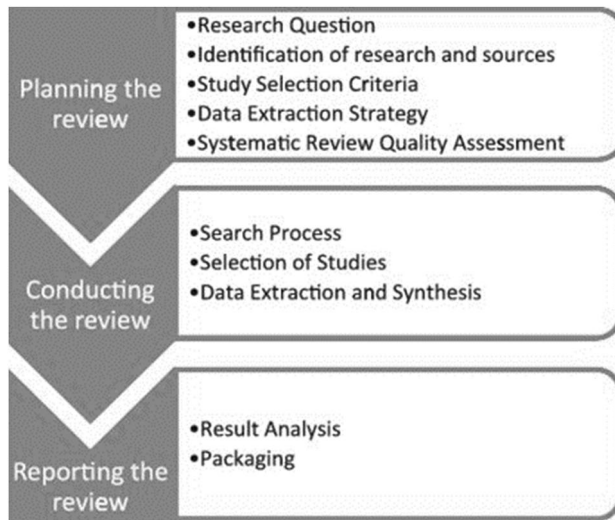 Planning the
review
•Research Question
•Identification of research and sources
•Study Selection Criteria
•Data Extraction Strategy
•Systematic Review Quality Assessment
Conducting
the review
•Search Process
•Selection of Studies
•Data Extraction and Synthesis
Reporting the
review
•Result Analysis
•Packaging